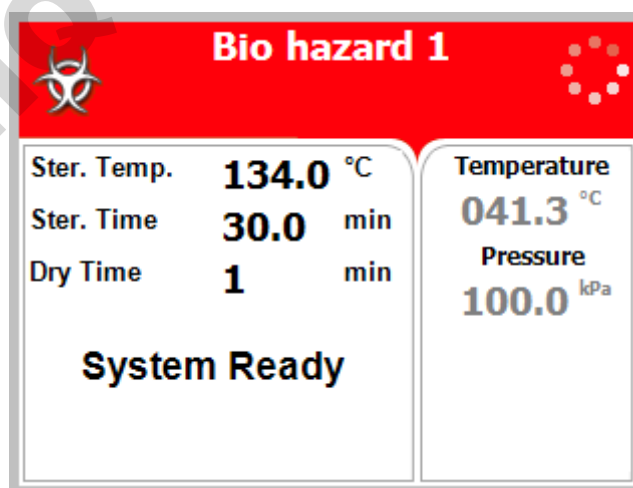 Bio hazard 1
Ster. Temp. 134.0 °C
Ster. Time 30.0 min
Dry Time 1 min
System Ready
Temperature
041.3 °C
Pressure
100.0 kPa